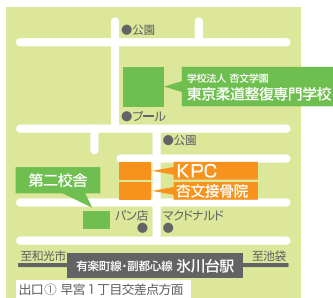 ●公園
学校法人 杏文学園
東京柔道整復専門学校
●プール
●公園
KPC
第二校舎
杏文接骨院
パン店
マクドナルド
至和光市
至池袋
有楽町線・副都心線 氷川台駅
出口① 早宮1丁目交差点方面